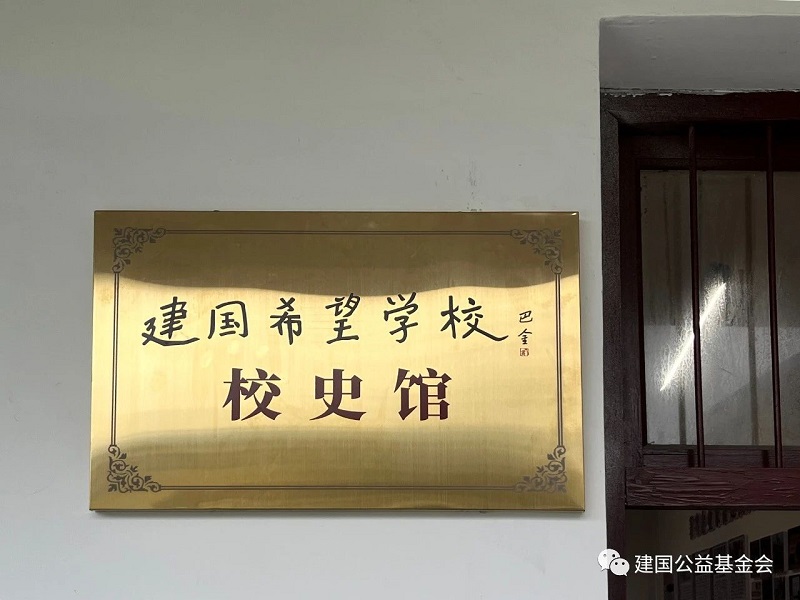 建国希望学校 巴金
校史馆
建国公益基金会